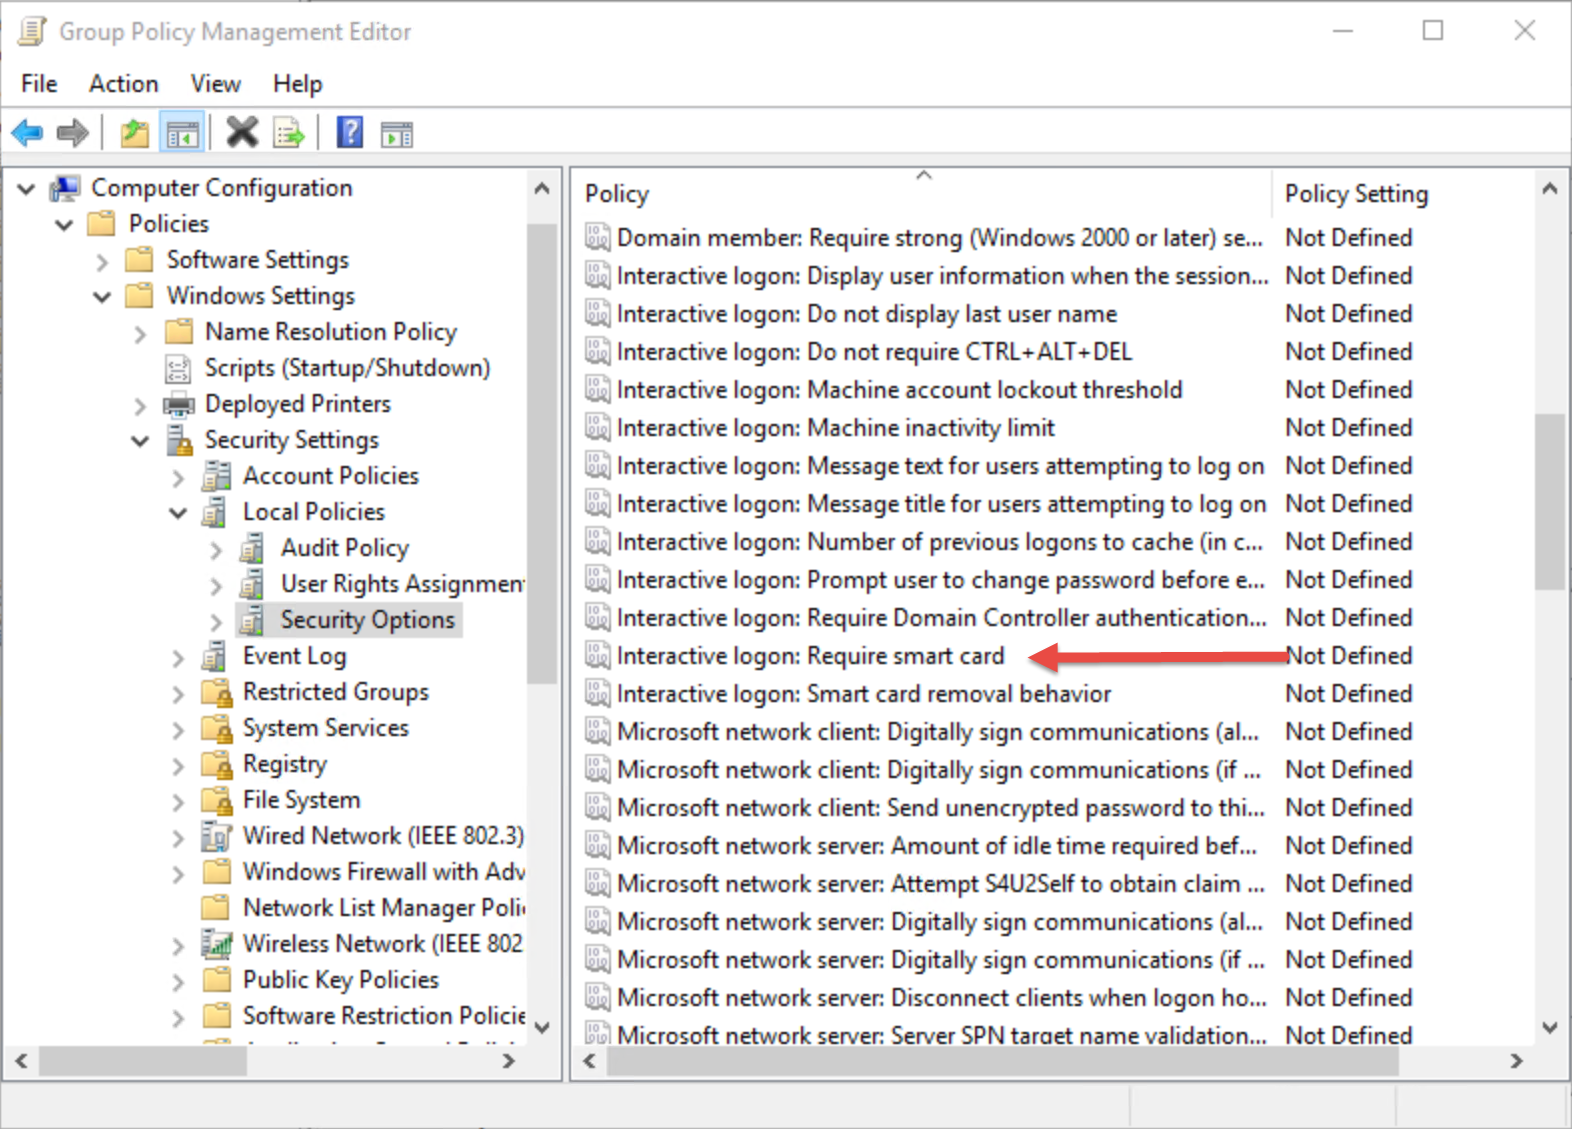 Group Policy Management Editor
File Action View Help
Computer Configuration
Policies
Software Settings
Windows Settings
Name Resolution Policy
Scripts (Startup/Shutdown)
Deployed Printers
Security Settings
Account Policies
Local Policies
Audit Policy
User Rights Assignmen
Security Options
Event Log
Restricted Groups
System Services
Registry
File System
Wired Network (IEEE 802.3)
Windows Firewall with Adv
Network List Manager Poli
Wireless Network (IEEE 802
Public Key Policies
Software Restriction Policie
Policy Policy Setting
Domain member: Require strong (Windows 2000 or later) se... Not Defined
Interactive logon: Display user information when the session... Not Defined
Interactive logon: Do not display last user name Not Defined
Interactive logon: Do not require CTRL+ALT+DEL Not Defined
Interactive logon: Machine account lockout threshold Not Defined
Interactive logon: Machine inactivity limit Not Defined
Interactive logon: Message text for users attempting to log on Not Defined
Interactive logon: Message title for users attempting to log on Not Defined
Interactive logon: Number of previous logons to cache (in c... Not Defined
Interactive logon: Prompt user to change password before e... Not Defined
Interactive logon: Require Domain Controller authentication... Not Defined
Interactive logon: Require smart card Not Defined
Interactive logon: Smart card removal behavior Not Defined
Microsoft network client: Digitally sign communications (al... Not Defined
Microsoft network client: Digitally sign communications (if ... Not Defined
Microsoft network client: Send unencrypted password to thi... Not Defined
Microsoft network server: Amount of idle time required bef... Not Defined
Microsoft network server: Attempt S4U2Self to obtain claim ... Not Defined
Microsoft network server: Digitally sign communications (al... Not Defined
Microsoft network server: Digitally sign communications (if ... Not Defined
Microsoft network server: Disconnect clients when logon ho... Not Defined
Microsoft network server: Server SPN target name validation... Not Defined